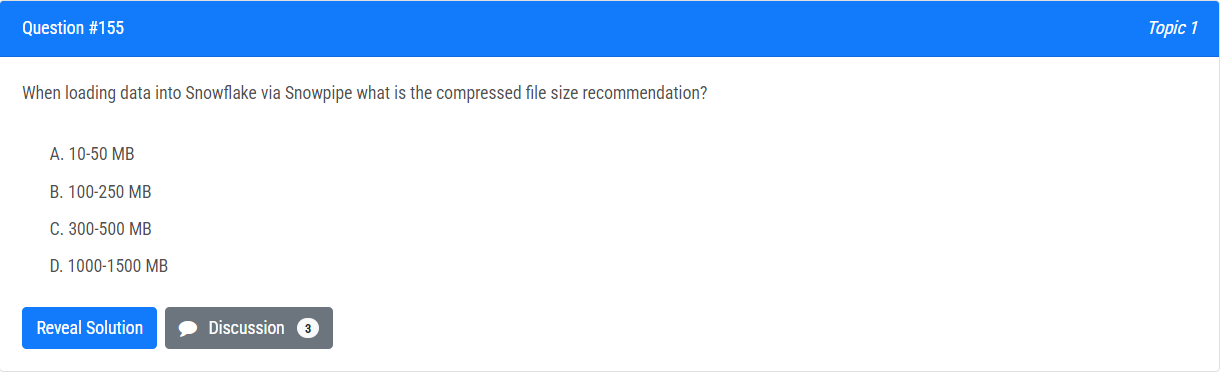 Question #155 Topic 1
When loading data into Snowflake via Snowpipe what is the compressed file size recommendation?
A. 10-50 MB
B. 100-250 MB
C. 300-500 MB
D. 1000-1500 MB
Reveal Solution Discussion 3